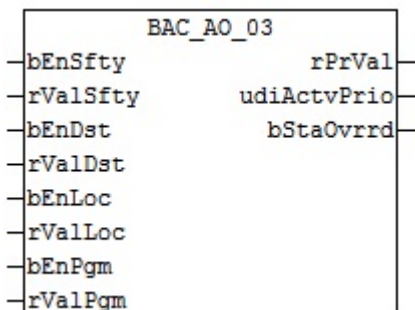 BAC_AO_03
bEnSfty rPrVal
rValSfty udiActvPrio
bEnDst bStaOvrrd
rValDst
bEnLoc
rValLoc
bEnPgm
rValPgm